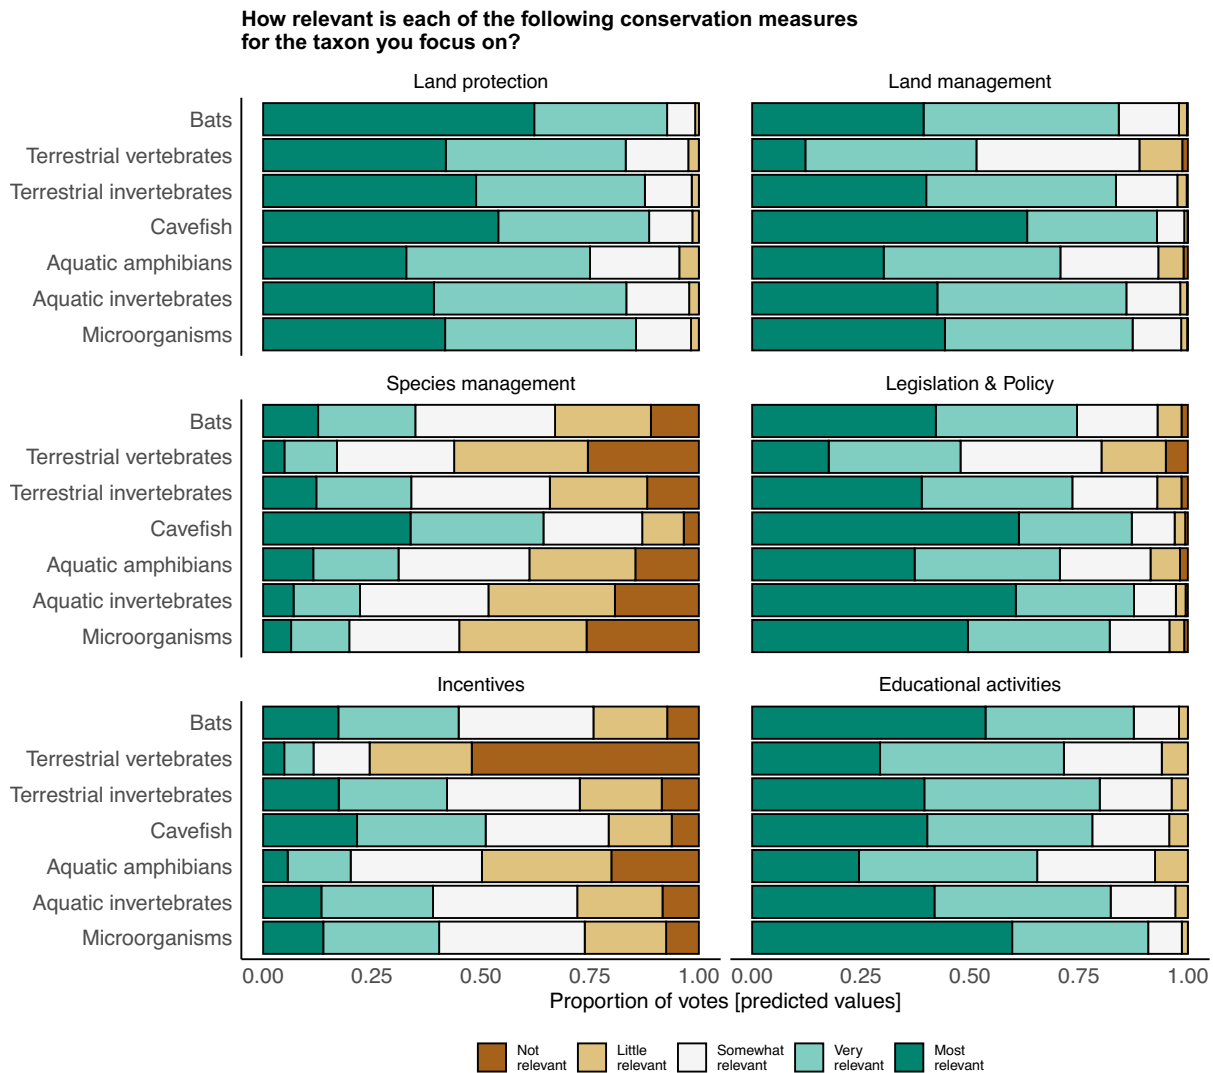 How relevant is each of the following conservation measures
for the taxon you focus on?
Land protection
Land management
Bats
Terrestrial vertebrates
Terrestrial invertebrates
Cavefish
Aquatic amphibians
Aquatic invertebrates
Microorganisms
Species management
Legislation & Policy
Bats
Terrestrial vertebrates
Terrestrial invertebrates
Cavefish
Aquatic amphibians
Aquatic invertebrates
Microorganisms
Incentives
Educational activities
Bats
Terrestrial vertebrates
Terrestrial invertebrates
Cavefish
Aquatic amphibians
Aquatic invertebrates
Microorganisms
0.00 0.25 0.50 0.75 1.00
0.00 0.25 0.50 0.75 1.00
Proportion of votes [predicted values]
Not
relevant
Little
relevant
Somewhat
relevant
Very
relevant
Most
relevant